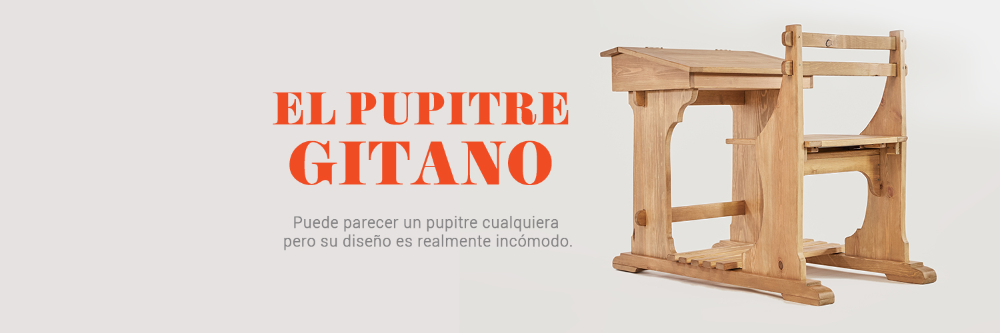 EL PUPITRE
GITANO
Puede parecer un pupitre cualquiera
pero su diseño es realmente incómodo.